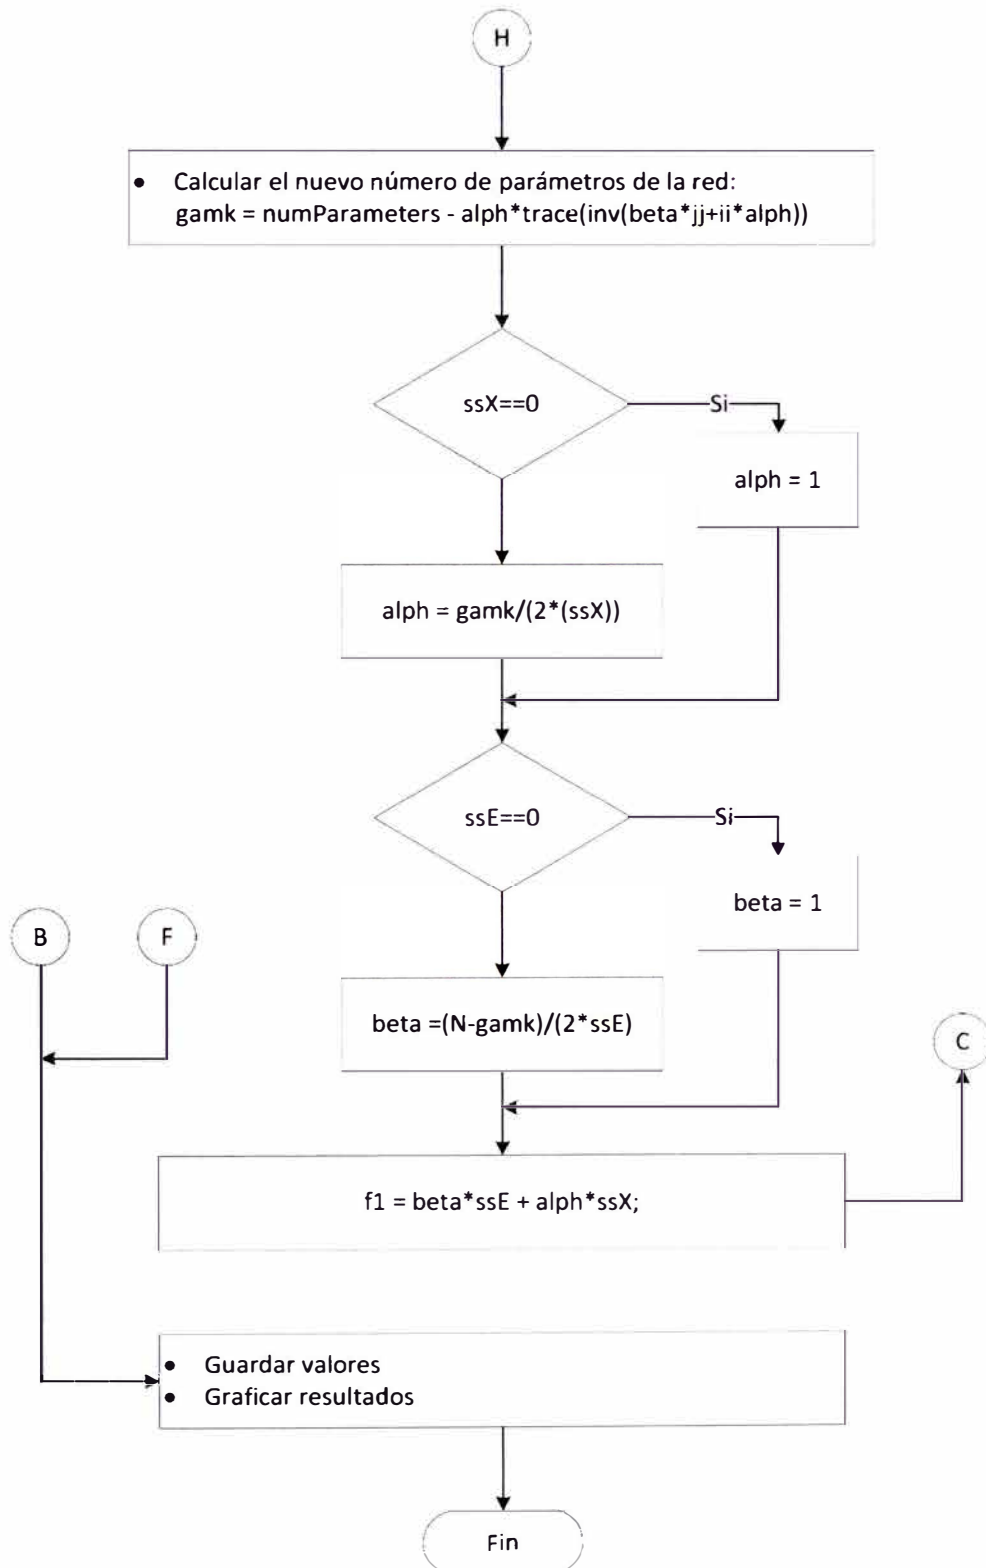 H
• Calcular el nuevo número de parámetros de la red:
gamk = numParameters - alph*trace(inv(beta*jj+ii*alph))
ssX==0
Si
alph = 1
alph = gamk/(2*(ssX))
ssE==0
Si
beta = 1
B
F
beta =(N-gamk)/(2*ssE)
C
f1 = beta*ssE + alph*ssX;
• Guardar valores
• Graficar resultados
Fin